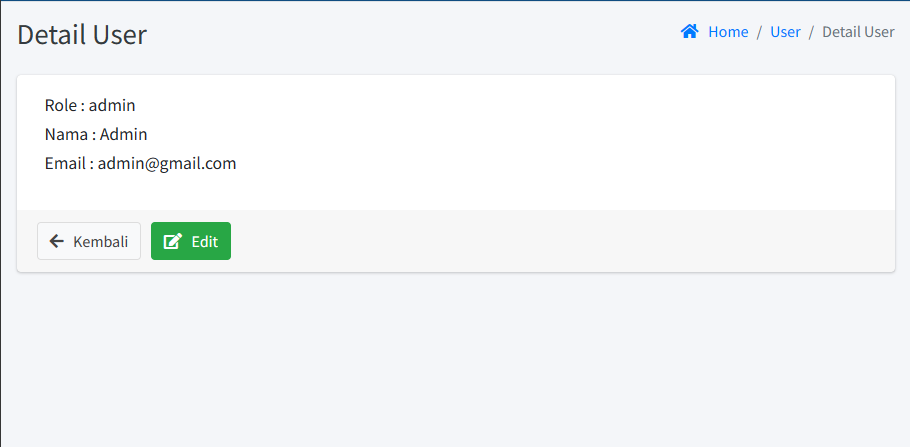 Detail User
Home / User / Detail User
Role : admin
Nama : Admin
Email : admin@gmail.com
Kembali
Edit